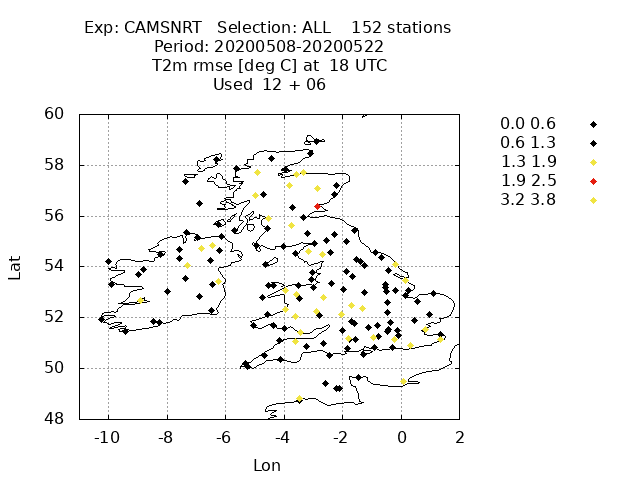 Exp: CAMSNRT   Selection: ALL    152 stations
Period: 20200508-20200522
T2m rmse [deg C] at  18 UTC
Used  12 + 06
60
58
56
54
52
50
48
Lat
-10 -8 -6 -4 -2 0 2
Lon
0.0 0.6
0.6 1.3
1.3 1.9
1.9 2.5
3.2 3.8